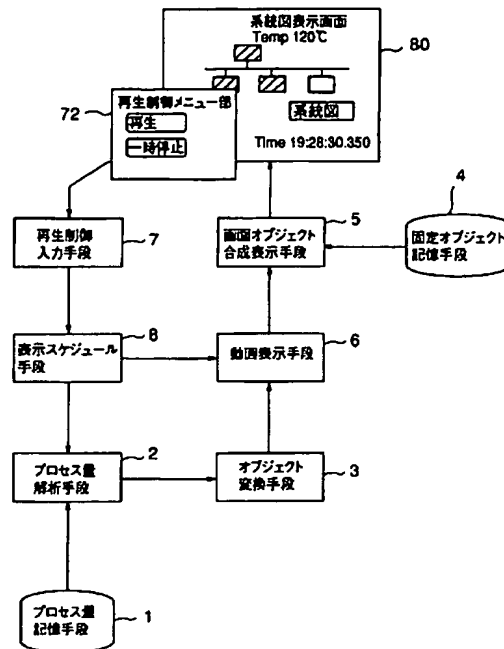 系統図表示画面
Temp 120℃
80
系統図
Time 19:28:30.350
72
再生制御メニュー部
再生
一時停止
再生制御
入力手段
7
画面オブジェクト
合成表示手段
5
4
固定オブジェクト
記憶手段
表示スケジュール
手段
8
動画表示手段
6
プロセス量
解析手段
2
オブジェクト
変換手段
3
プロセス量
記憶手段
1